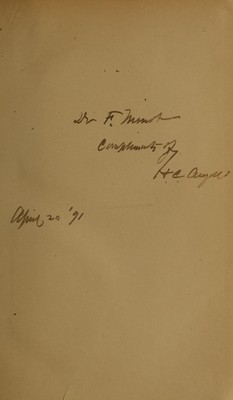 Dr F. Minot
Compliments of
H. C. Angell
April 20 '91